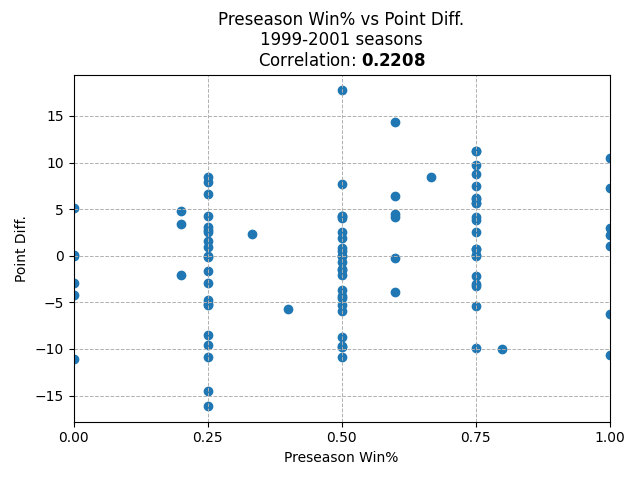 Preseason Win% vs Point Diff.
1999-2001 seasons
Correlation: 0.2208
Point Diff.
15
10
5
0
−5
−10
−15
0.00 0.25 0.50 0.75 1.00
Preseason Win%